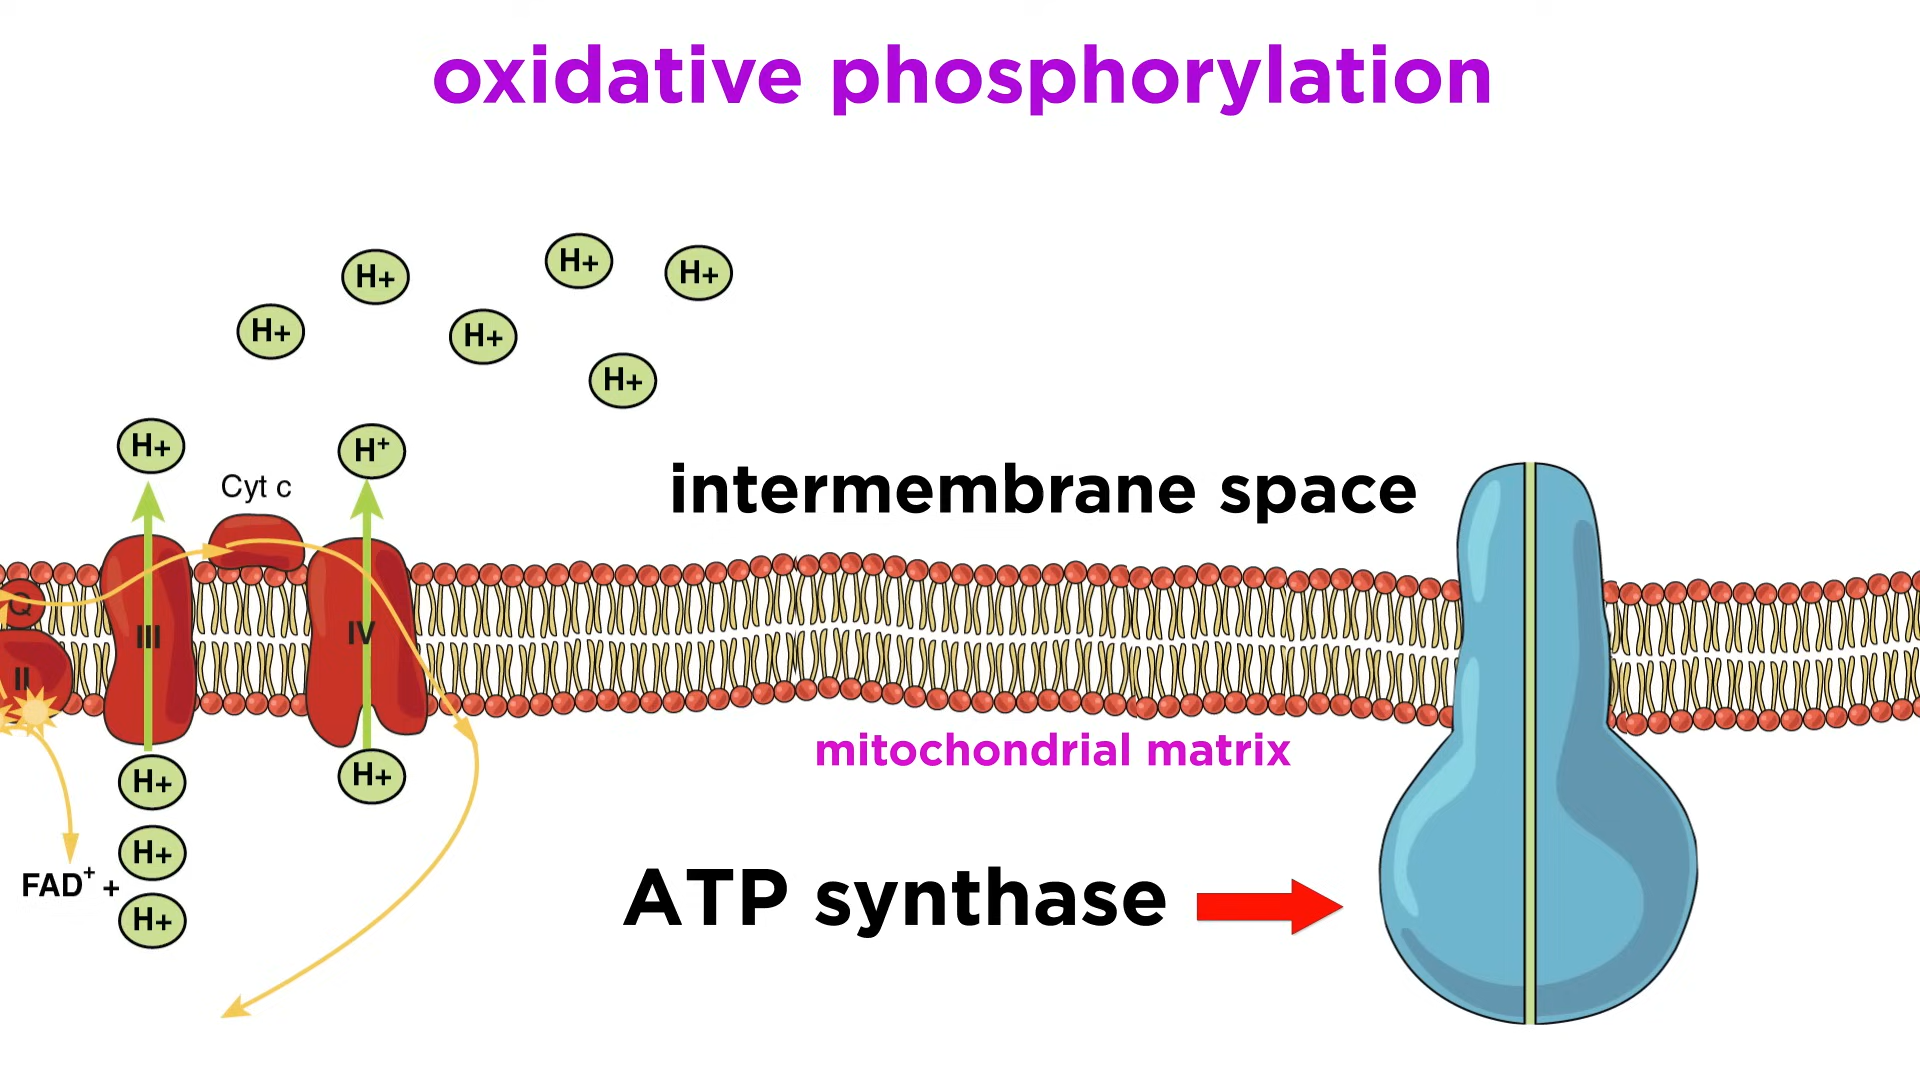 oxidative phosphorylation
H+
H+
H+
H+
H+
H+
H+
H⁺
Cyt c
intermembrane space
Q
III
IV
II
mitochondrial matrix
H+
H+
H+
FAD⁺ +
H+
ATP synthase